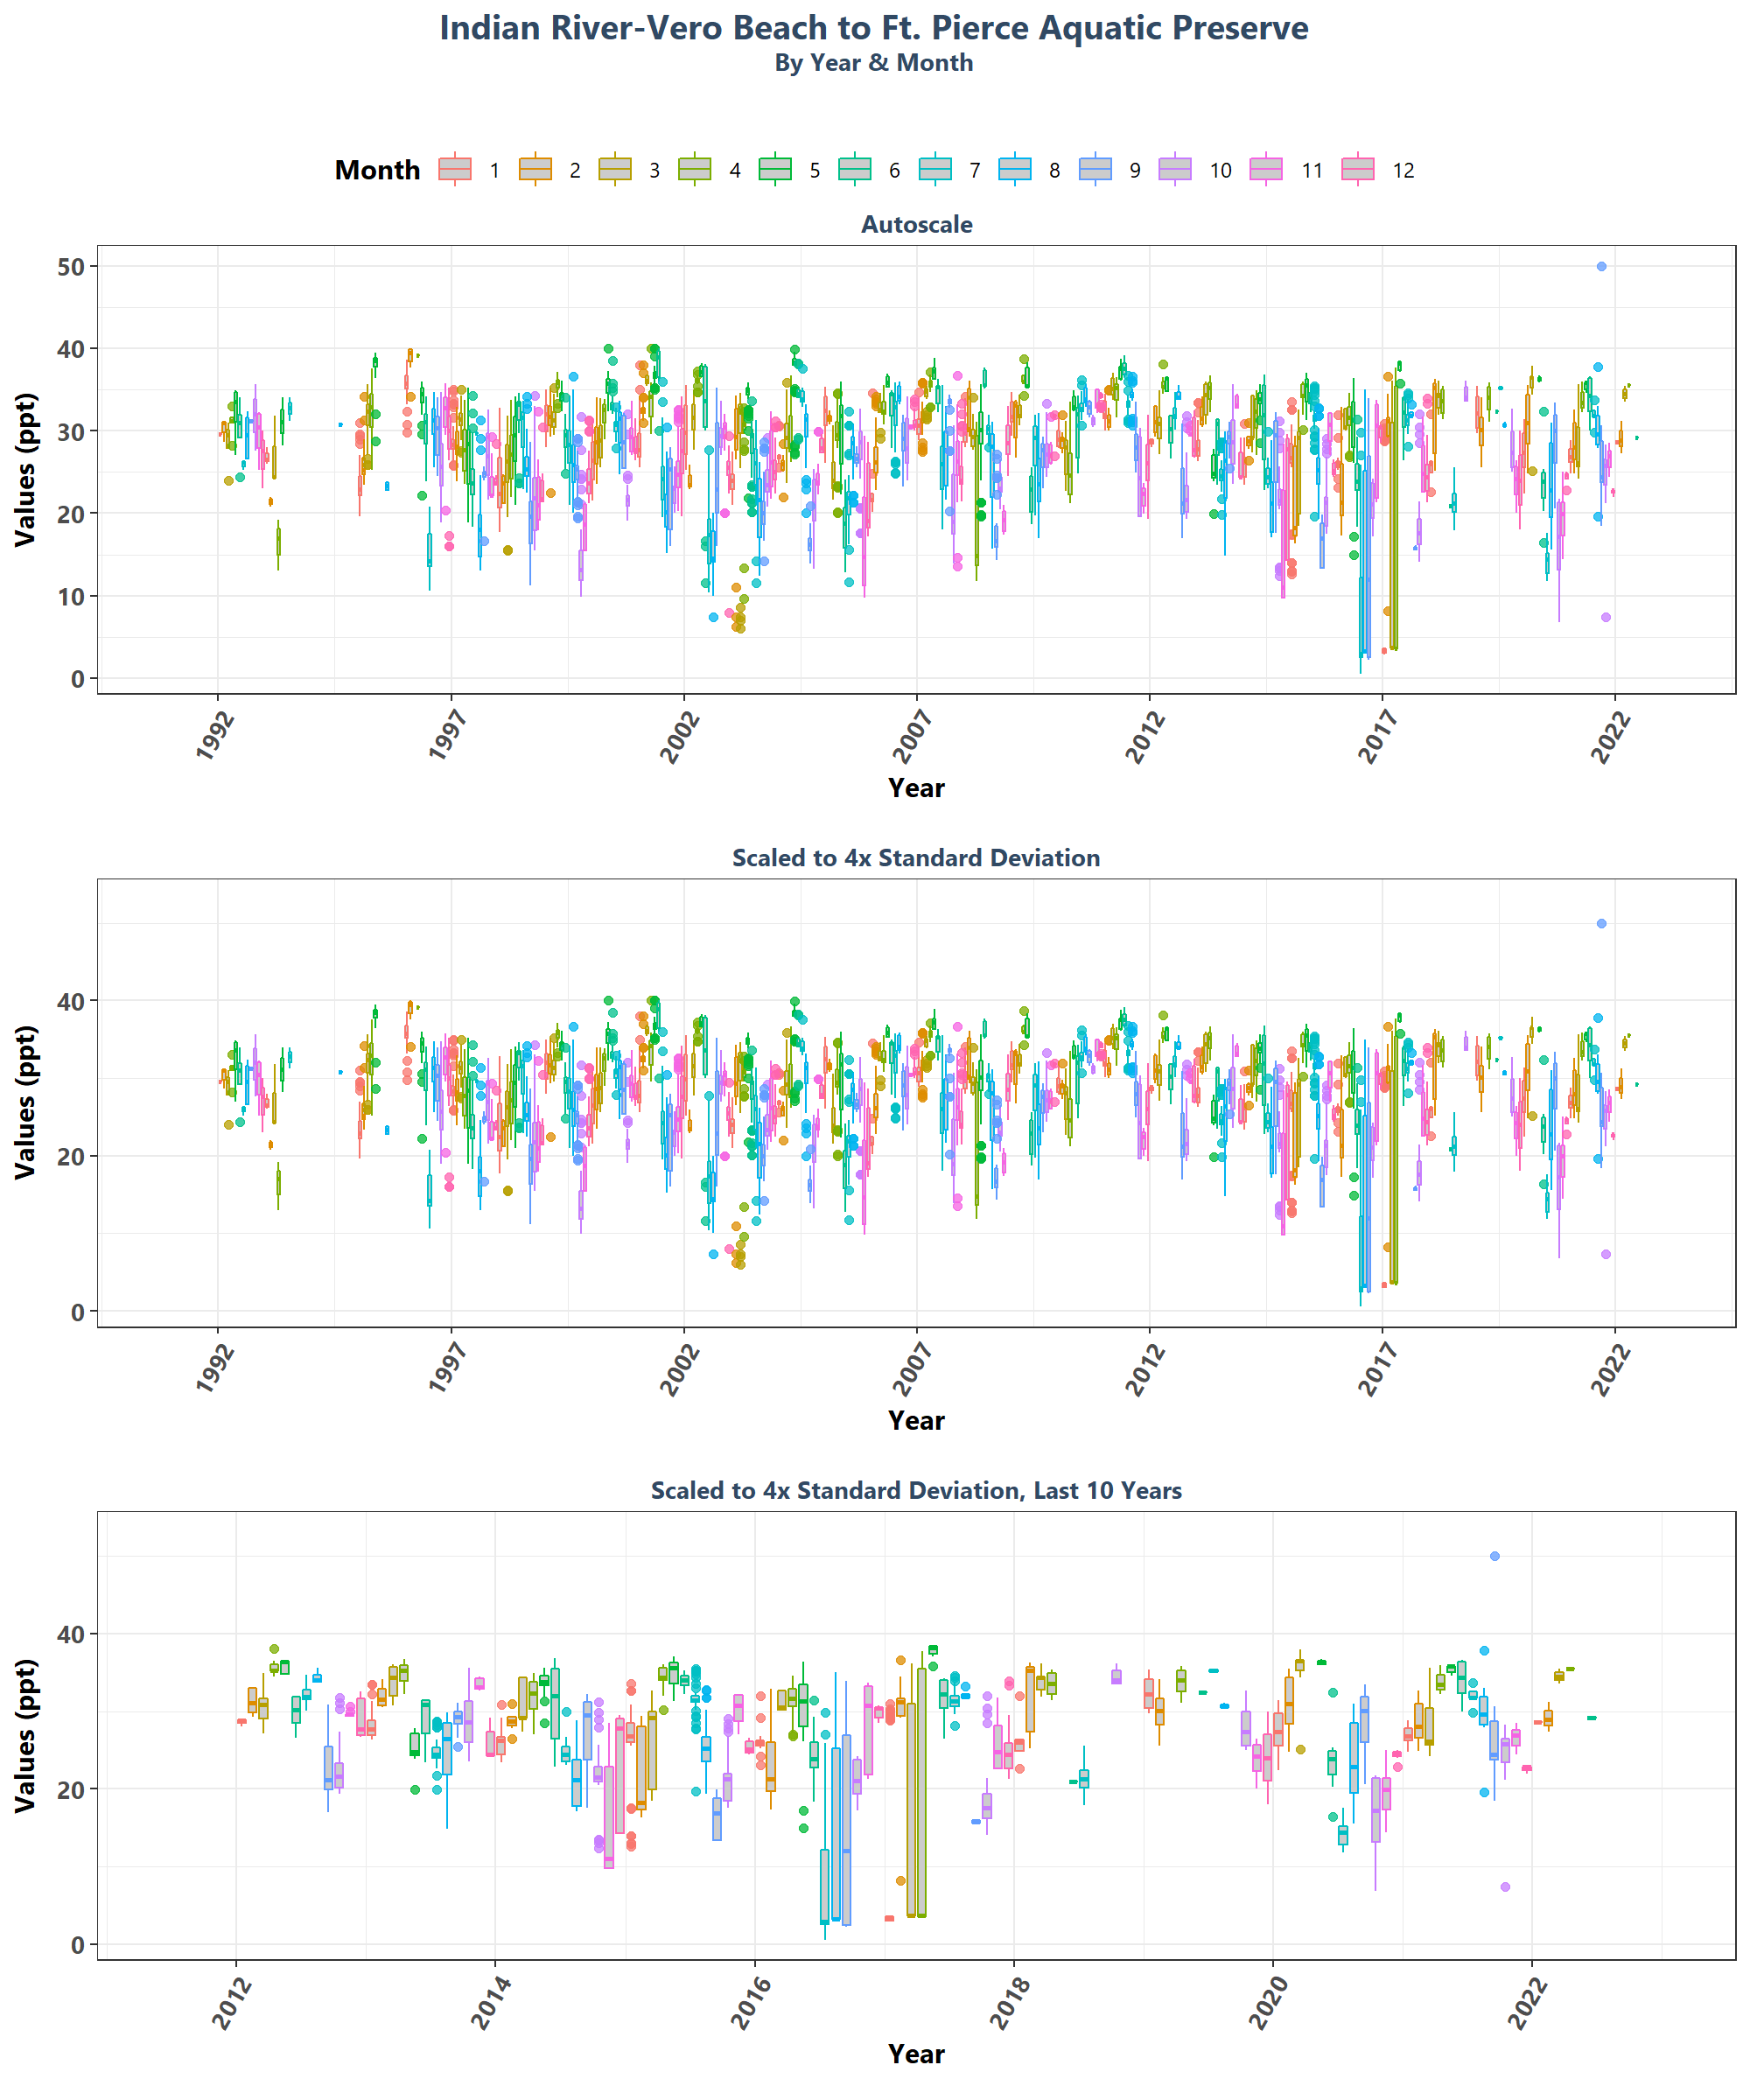 Indian River-Vero Beach to Ft. Pierce Aquatic Preserve
By Year & Month
Month 1 2 3 4 5 6 7 8 9 10 11 12
Autoscale
Values (ppt)
50
40
30
20
10
0
1992 1997 2002 2007 2012 2017 2022
Year
Scaled to 4x Standard Deviation
Values (ppt)
40
20
0
1992 1997 2002 2007 2012 2017 2022
Year
Scaled to 4x Standard Deviation, Last 10 Years
Values (ppt)
40
20
0
2012 2014 2016 2018 2020 2022
Year